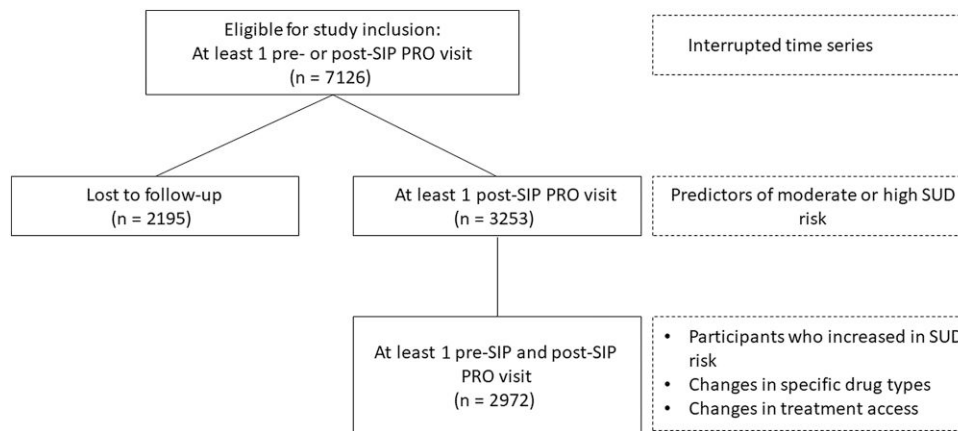 Eligible for study inclusion:
At least 1 pre- or post-SIP PRO visit
(n = 7126)
Interrupted time series
Lost to follow-up
(n = 2195)
At least 1 post-SIP PRO visit
(n = 3253)
Predictors of moderate or high SUD
risk
At least 1 pre-SIP and post-SIP
PRO visit
(n = 2972)
• Participants who increased in SUD
risk
• Changes in specific drug types
• Changes in treatment access